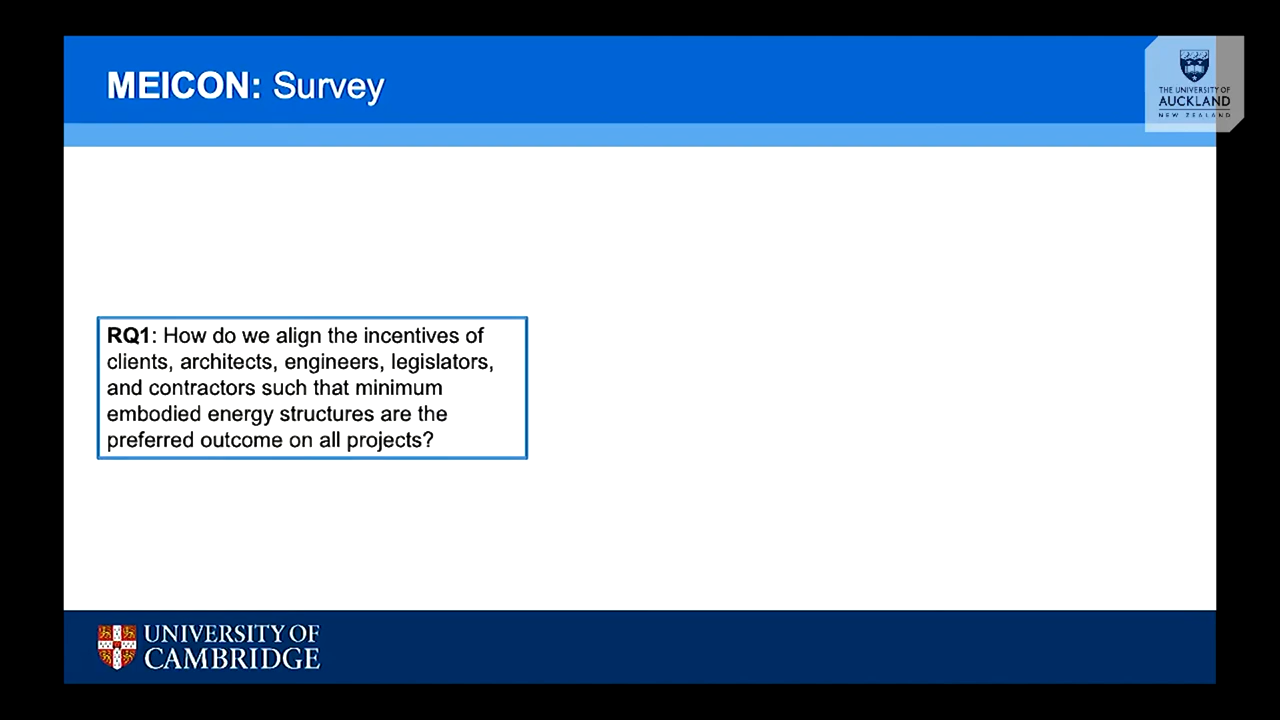 MEICON: Survey
THE UNIVERSITY OF
AUCKLAND
NEW ZEALAND
RQ1: How do we align the incentives of
clients, architects, engineers, legislators,
and contractors such that minimum
embodied energy structures are the
preferred outcome on all projects?
UNIVERSITY OF
CAMBRIDGE